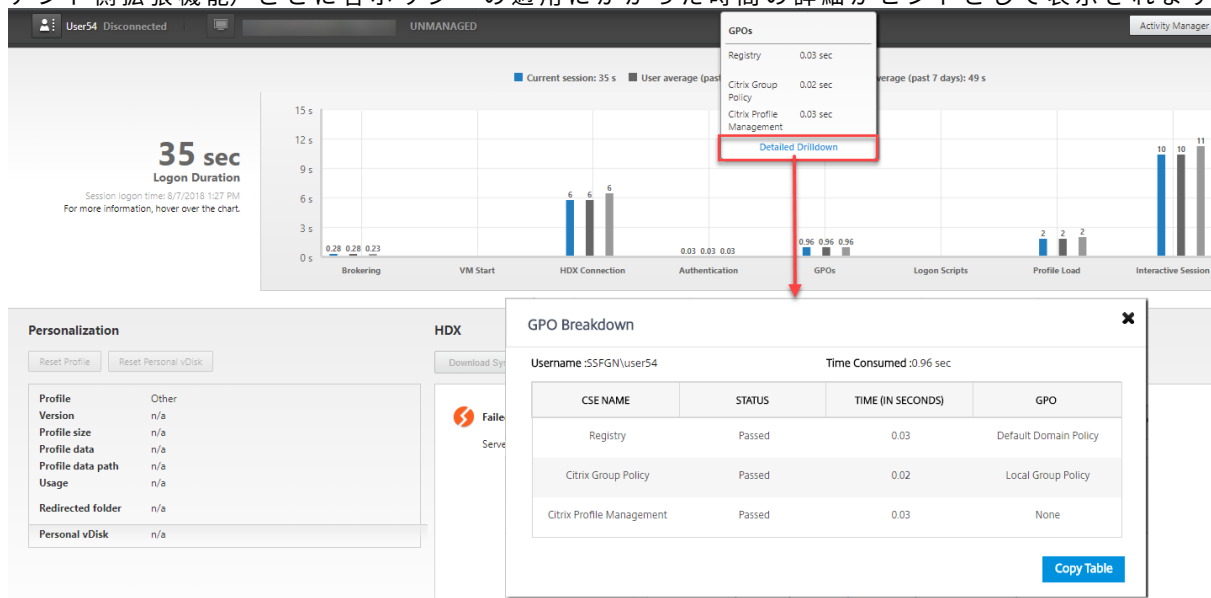 User54 Disconnected
UNMANAGED
Activity Manager
GPOs
Registry 0.03 sec
Citrix Group Policy 0.02 sec
Citrix Profile Management 0.03 sec
Detailed Drilldown
Current session: 35 s User average (past erage (past 7 days): 49 s
35 sec
Logon Duration
Session logon time: 8/7/2018 1:27 PM
For more information, hover over the chart.
15 s
12 s
9 s
6 s
3 s
0 s
0.28 0.28 0.23
6 6 6
0.03 0.03 0.03
0.96 0.96 0.96
2 2 2
10 10 11
Brokering VM Start HDX Connection Authentication GPOs Logon Scripts Profile Load Interactive Session
Personalization
Reset Profile Reset Personal vDisk
Profile Other
Version n/a
Profile size n/a
Profile data n/a
Profile data path n/a
Usage n/a
Redirected folder n/a
Personal vDisk n/a
HDX
Download Sy
Faile
Serve
GPO Breakdown
Username :SSFGN\user54 Time Consumed :0.96 sec
CSE NAME STATUS TIME (IN SECONDS) GPO
Registry Passed 0.03 Default Domain Policy
Citrix Group Policy Passed 0.02 Local Group Policy
Citrix Profile Management Passed 0.03 None
Copy Table